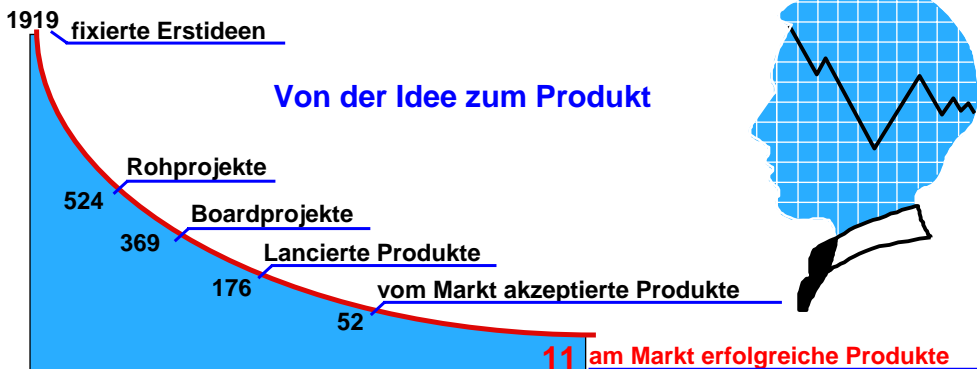 1919 fixierte Erstideen
Von der Idee zum Produkt
Rohprojekte
524
Boardprojekte
369
Lancierte Produkte
176
vom Markt akzeptierte Produkte
52
11 am Markt erfolgreiche Produkte